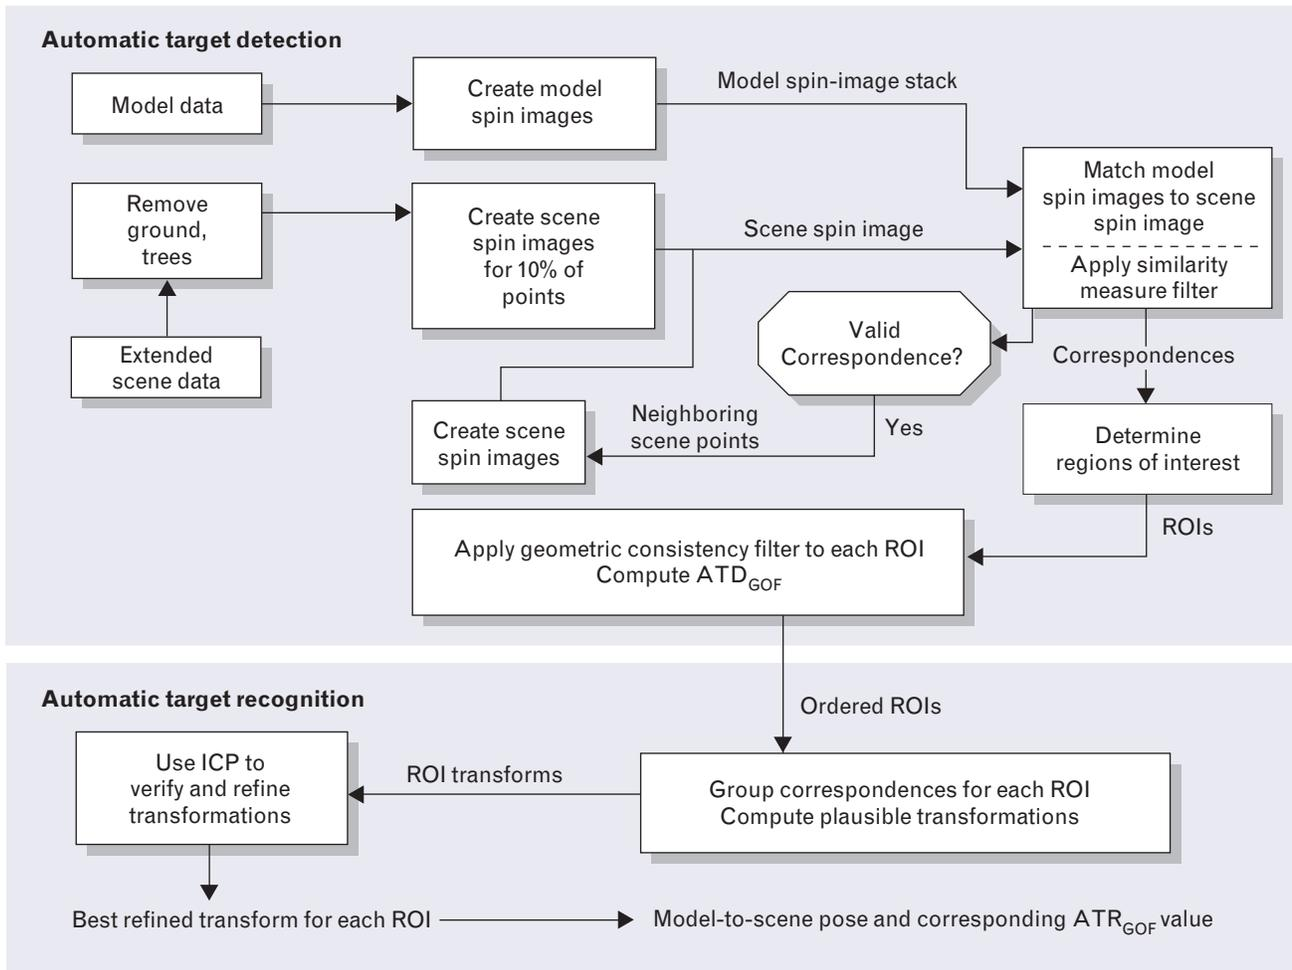 Automatic target detection
Model data
Create model
spin images
Model spin-image stack
Remove
ground,
trees
Create scene
spin images
for 10% of
points
Scene spin image
Match model
spin images to scene
spin image
Apply similarity
measure filter
Extended
scene data
Valid
Correspondence?
Correspondences
Yes
Neighboring
scene points
Create scene
spin images
Determine
regions of interest
ROIs
Apply geometric consistency filter to each ROI
Compute ATD_GOF
Automatic target recognition
Ordered ROIs
Group correspondences for each ROI
Compute plausible transformations
ROI transforms
Use ICP to
verify and refine
transformations
Best refined transform for each ROI
Model-to-scene pose and corresponding ATR_GOF value